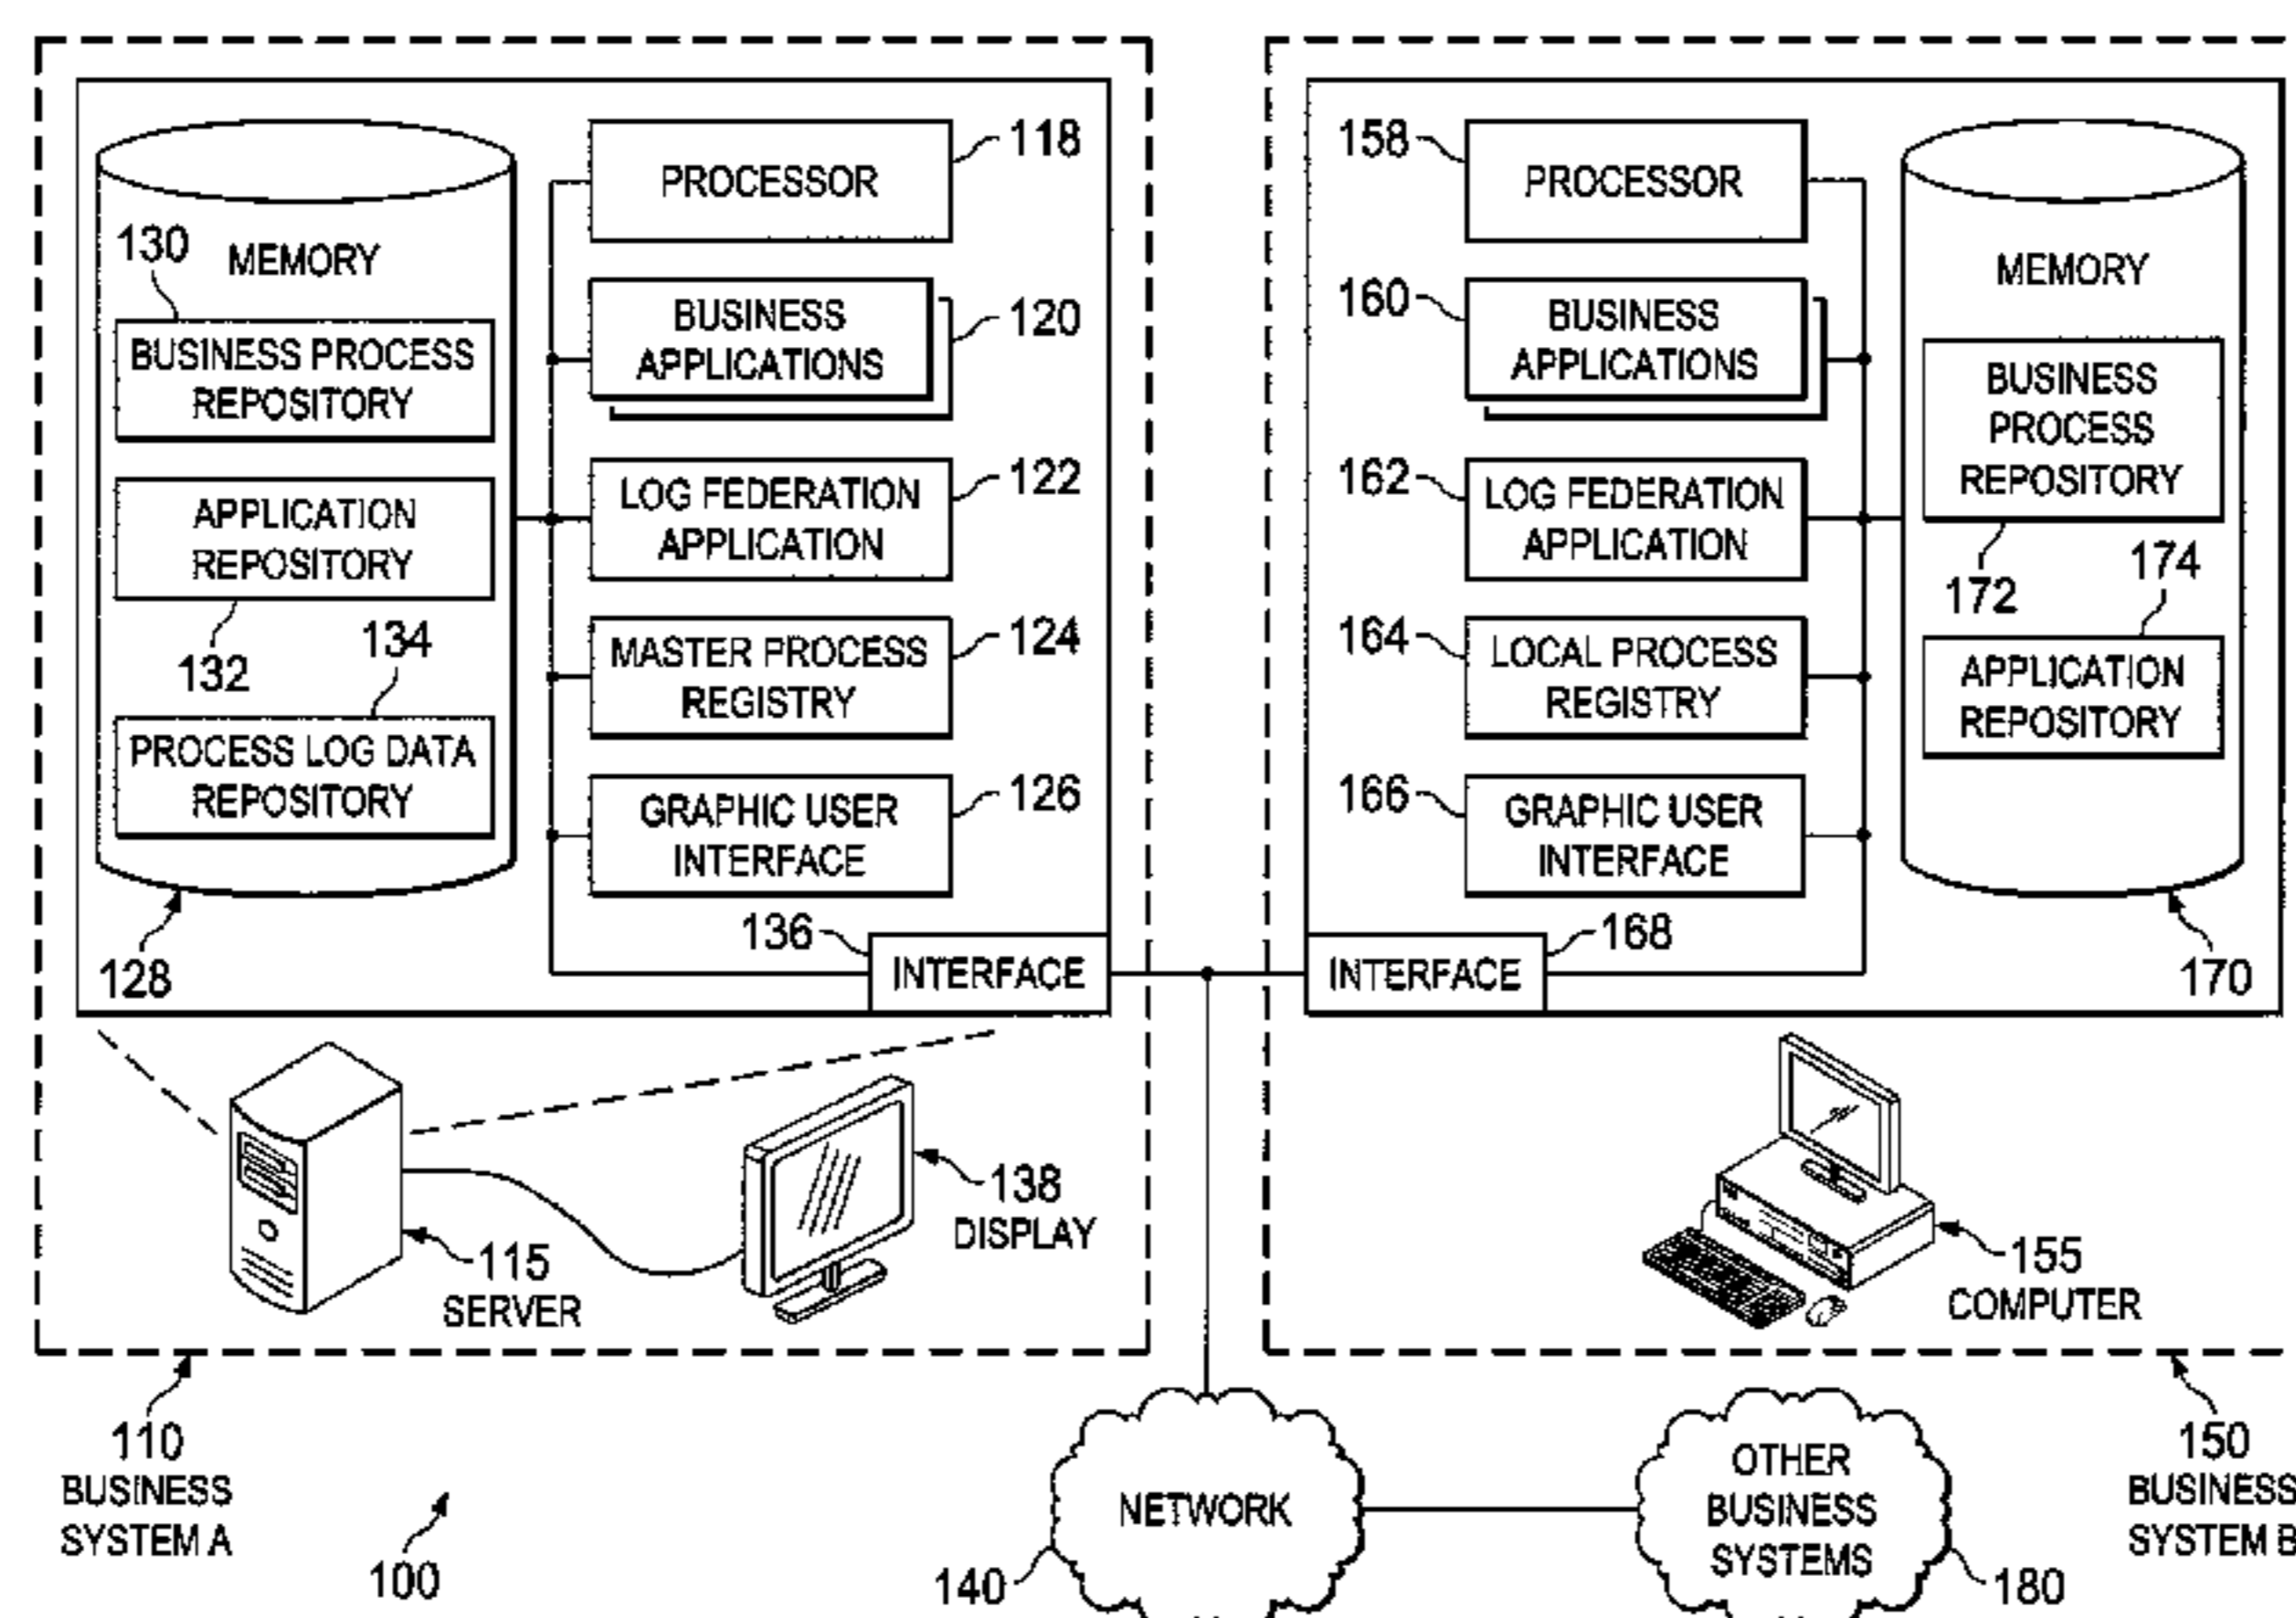 130
MEMORY
BUSINESS PROCESS
REPOSITORY
APPLICATION
REPOSITORY
132
134
PROCESS LOG DATA
REPOSITORY
128
PROCESSOR
118
BUSINESS
APPLICATIONS
120
LOG FEDERATION
APPLICATION
122
MASTER PROCESS
REGISTRY
124
GRAPHIC USER
INTERFACE
126
136
INTERFACE
115
SERVER
138
DISPLAY
110
BUSINESS
SYSTEM A
100
158
PROCESSOR
160
BUSINESS
APPLICATIONS
162
LOG FEDERATION
APPLICATION
164
LOCAL PROCESS
REGISTRY
166
GRAPHIC USER
INTERFACE
168
INTERFACE
MEMORY
BUSINESS
PROCESS
REPOSITORY
172
174
APPLICATION
REPOSITORY
170
155
COMPUTER
150
BUSINESS
SYSTEM B
NETWORK
140
OTHER
BUSINESS
SYSTEMS
180